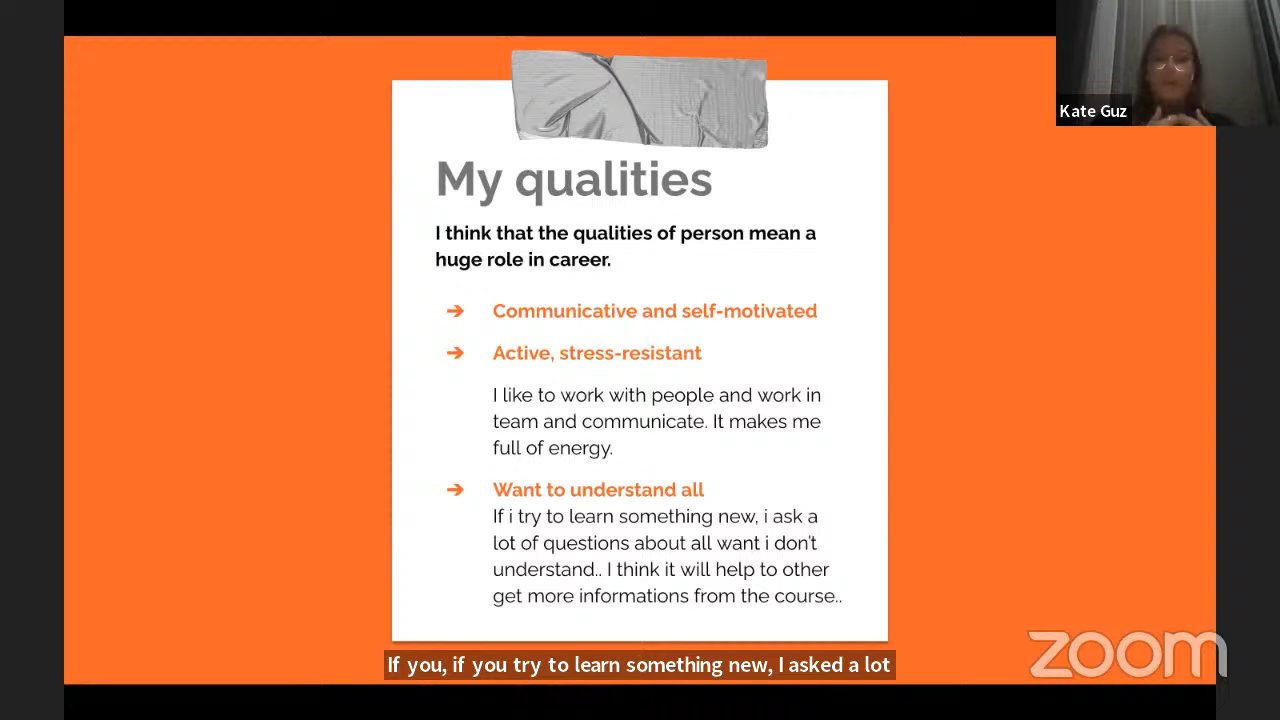 Kate Guz
My qualities
I think that the qualities of person mean a
huge role in career.
➔ Communicative and self-motivated
➔ Active, stress-resistant
I like to work with people and work in
team and communicate. It makes me
full of energy.
➔ Want to understand all
If i try to learn something new, i ask a
lot of questions about all want i don't
understand.. I think it will help to other
get more informations from the course..
If you, if you try to learn something new, I asked a lot
zoom